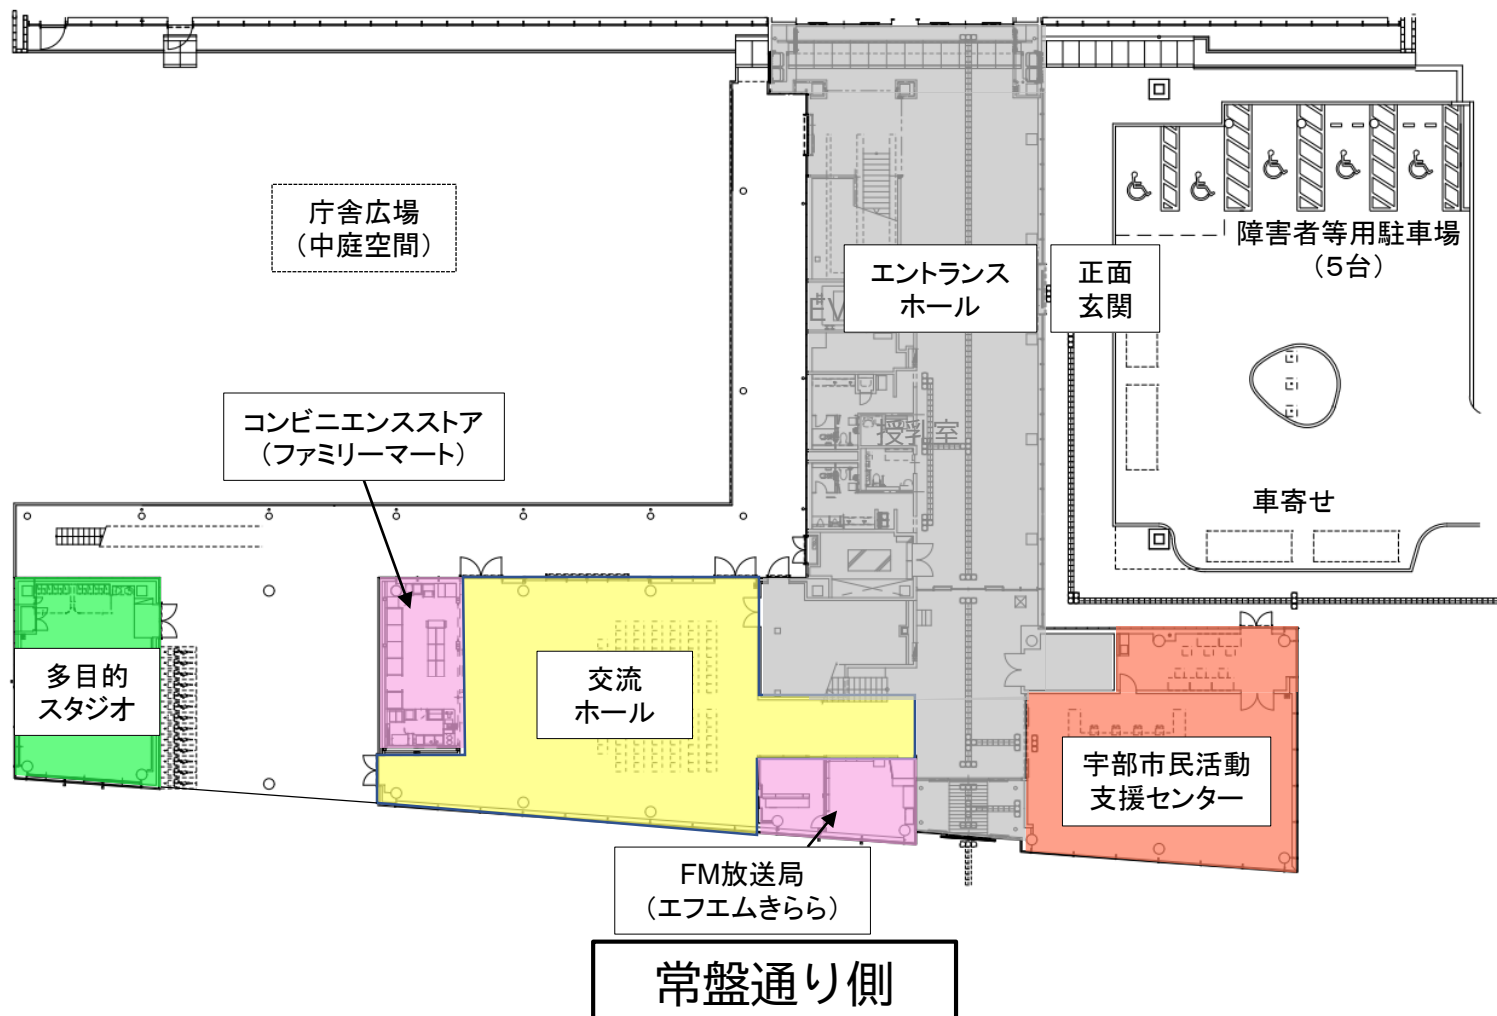 庁舎広場
（中庭空間）
障害者等用駐車場
（５台）
エントランス
ホール
正面
玄関
EV
コンビニエンスストア
（ファミリーマート）
授乳室
車寄せ
多目的
スタジオ
交流
ホール
宇部市民活動
支援センター
FM放送局
（エフエムきらら）
常盤通り側